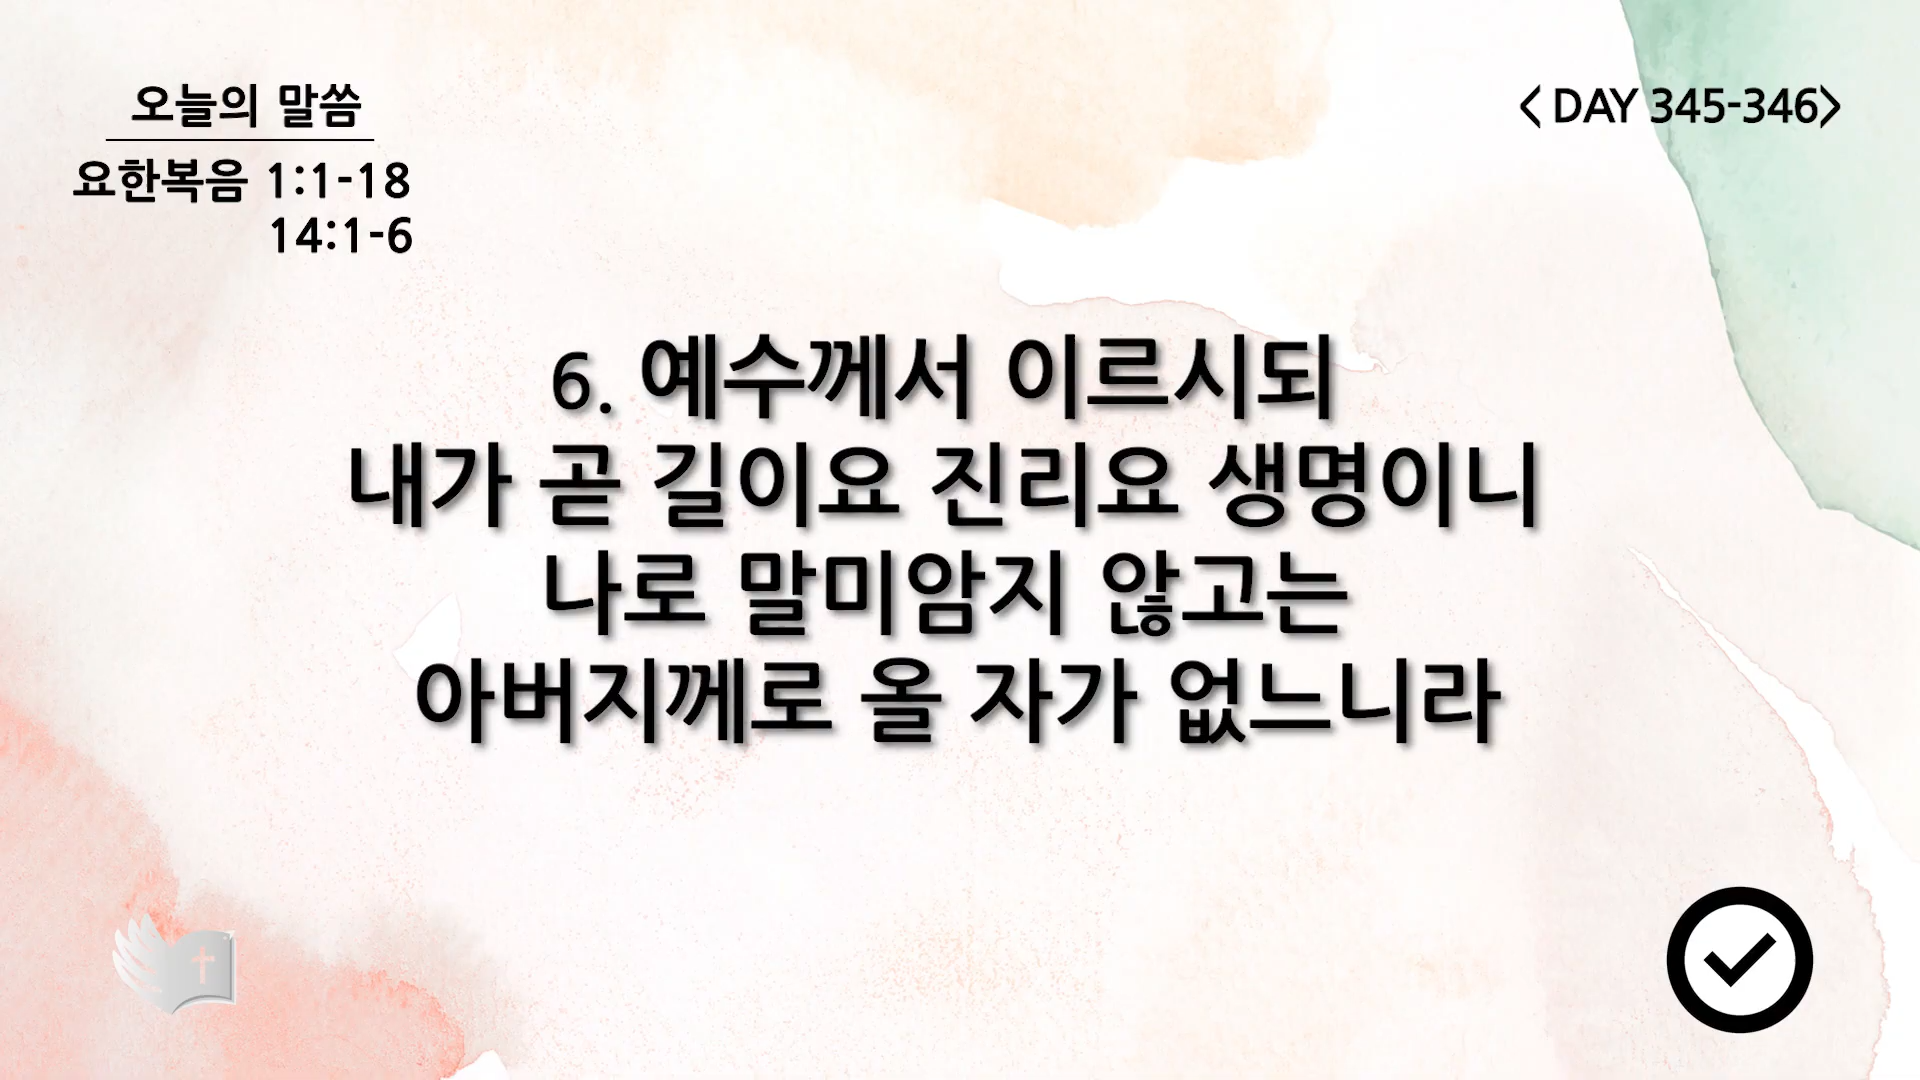 오늘의 말씀
요한복음 1:1-18
14:1-6
< DAY 345-346>
6. 예수께서 이르시되
내가 곧 길이요 진리요 생명이니
나로 말미암지 않고는
아버지께로 올 자가 없느니라